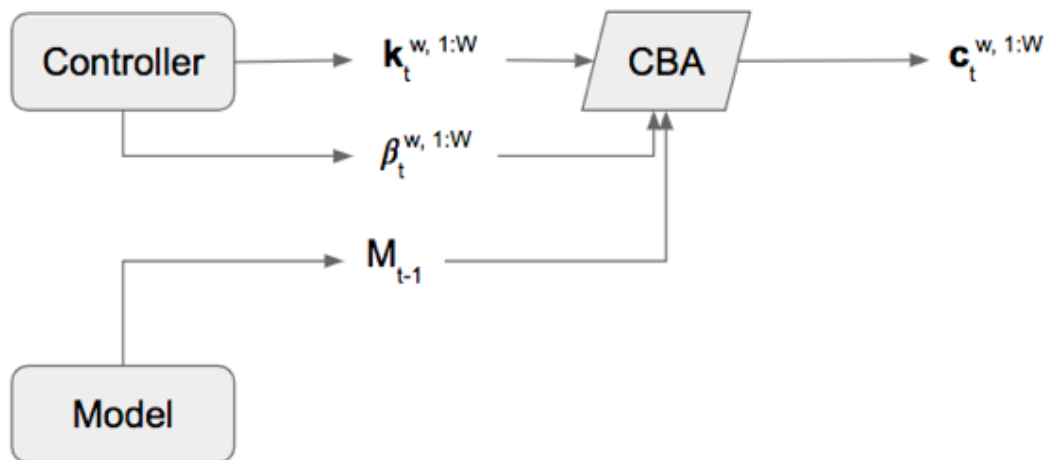 Controller
k_t^{w, 1:W}
CBA
c_t^{w, 1:W}
β_t^{w, 1:W}
M_{t-1}
Model